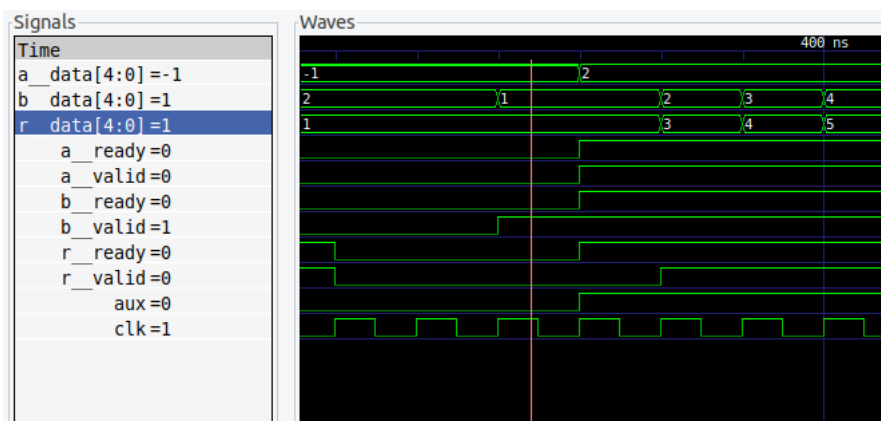 Signals
Waves
Time
400 ns
a__data[4:0]=-1
-1 2
b__data[4:0]=1
2 1 2 3 4
r__data[4:0]=1
1 3 4 5
a__ready=0
a__valid=0
b__ready=0
b__valid=1
r__ready=0
r__valid=0
aux=0
clk=1